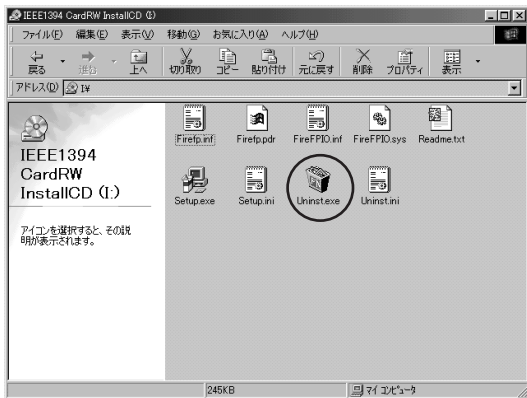 IEEE1394 CardRW InstallCD (I:)
ファイル(F) 編集(E) 表示(V) 移動(G) お気に入り(A) ヘルプ(H)
戻る 進む 上へ 切り取り コピー 貼り付け 元に戻す 削除 プロパティ 表示
アドレス(D) I:¥
IEEE1394
CardRW
InstallCD (I:)
アイコンを選択すると、その説
明が表示されます。
Firefp.inf Firefp.pdr FireFPIO.inf FireFPIO.sys Readme.txt
Setup.exe Setup.ini Uninst.exe Uninst.ini
245KB マイ コンピュータ